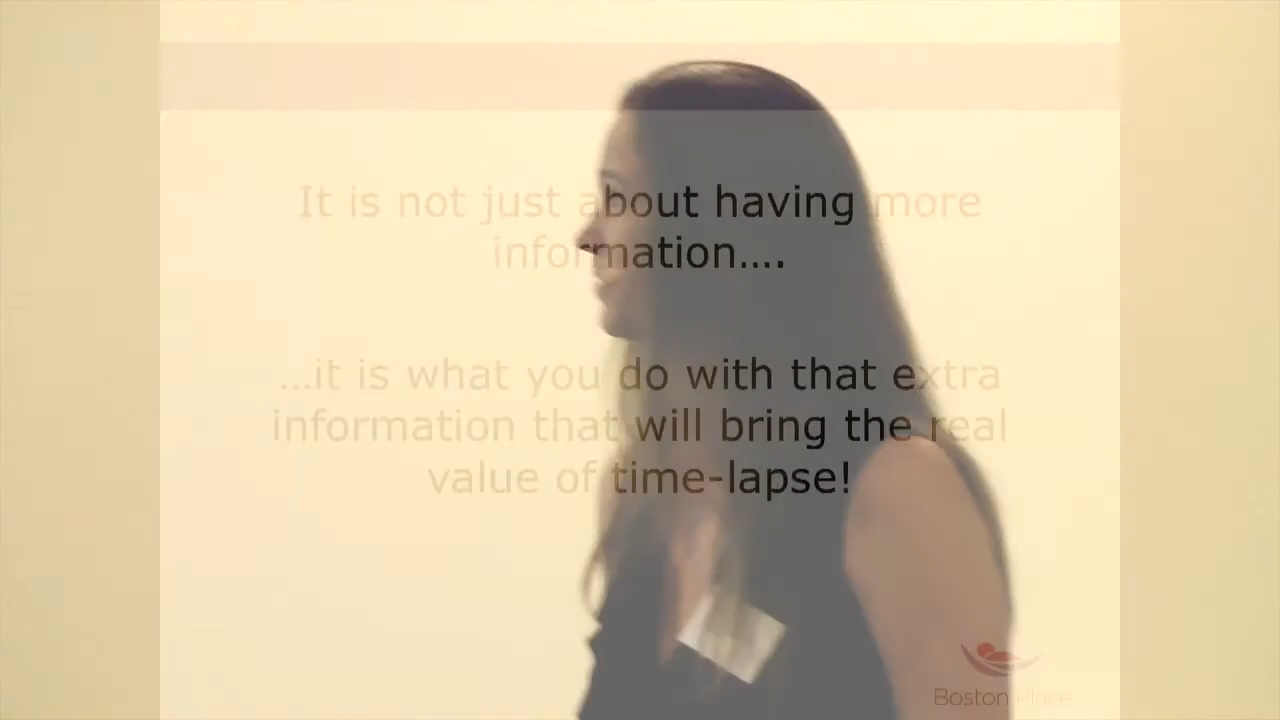 It is not just about having more
information….
…it is what you do with that extra
information that will bring the real
value of time-lapse!
Boston Place